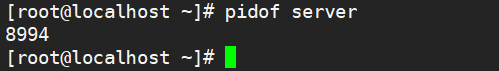 [root@localhost ~]# pidof server
8994
[root@localhost ~]#